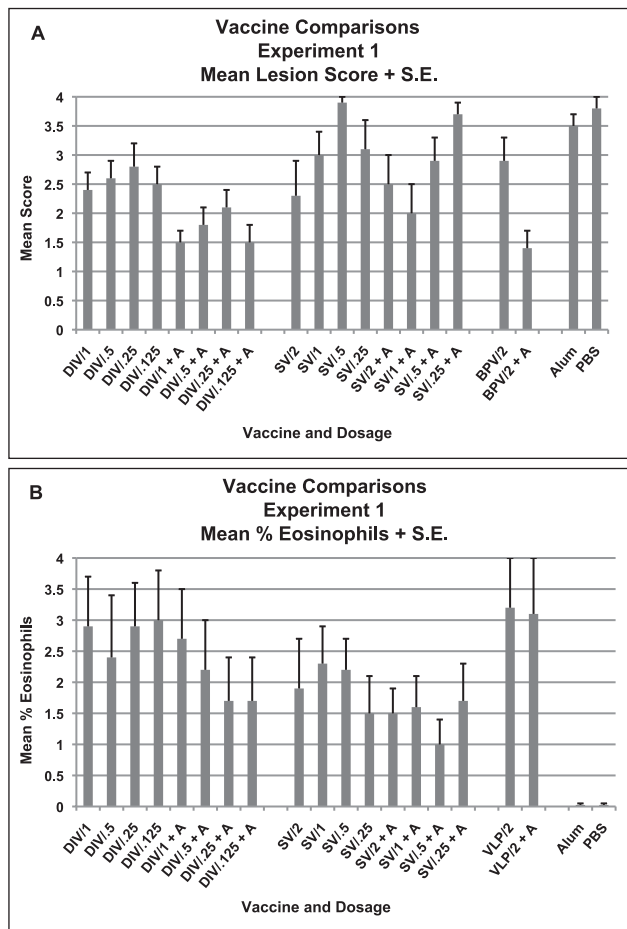 A
Vaccine Comparisons
Experiment 1
Mean Lesion Score + S.E.
4
3.5
3
2.5
2
1.5
1
0.5
0
Mean Score
DIV/1
DIV/.5
DIV/.25
DIV/.125
DIV/1 + A
DIV/.5 + A
DIV/.25 + A
DIV/.125 + A
SV/2
SV/1
SV/.5
SV/.25
SV/2 + A
SV/1 + A
SV/.5 + A
SV/.25 + A
BPV/2
BPV/2 + A
Alum
PBS
Vaccine and Dosage
B
Vaccine Comparisons
Experiment 1
Mean % Eosinophils + S.E.
4
3.5
3
2.5
2
1.5
1
0.5
0
Mean % Eosinophils
DIV/1
DIV/.5
DIV/.25
DIV/.125
DIV/1 + A
DIV/.5 + A
DIV/.25 + A
DIV/.125 + A
SV/2
SV/1
SV/.5
SV/.25
SV/2 + A
SV/1 + A
SV/.5 + A
SV/.25 + A
VLP/2
VLP/2 + A
Alum
PBS
Vaccine and Dosage